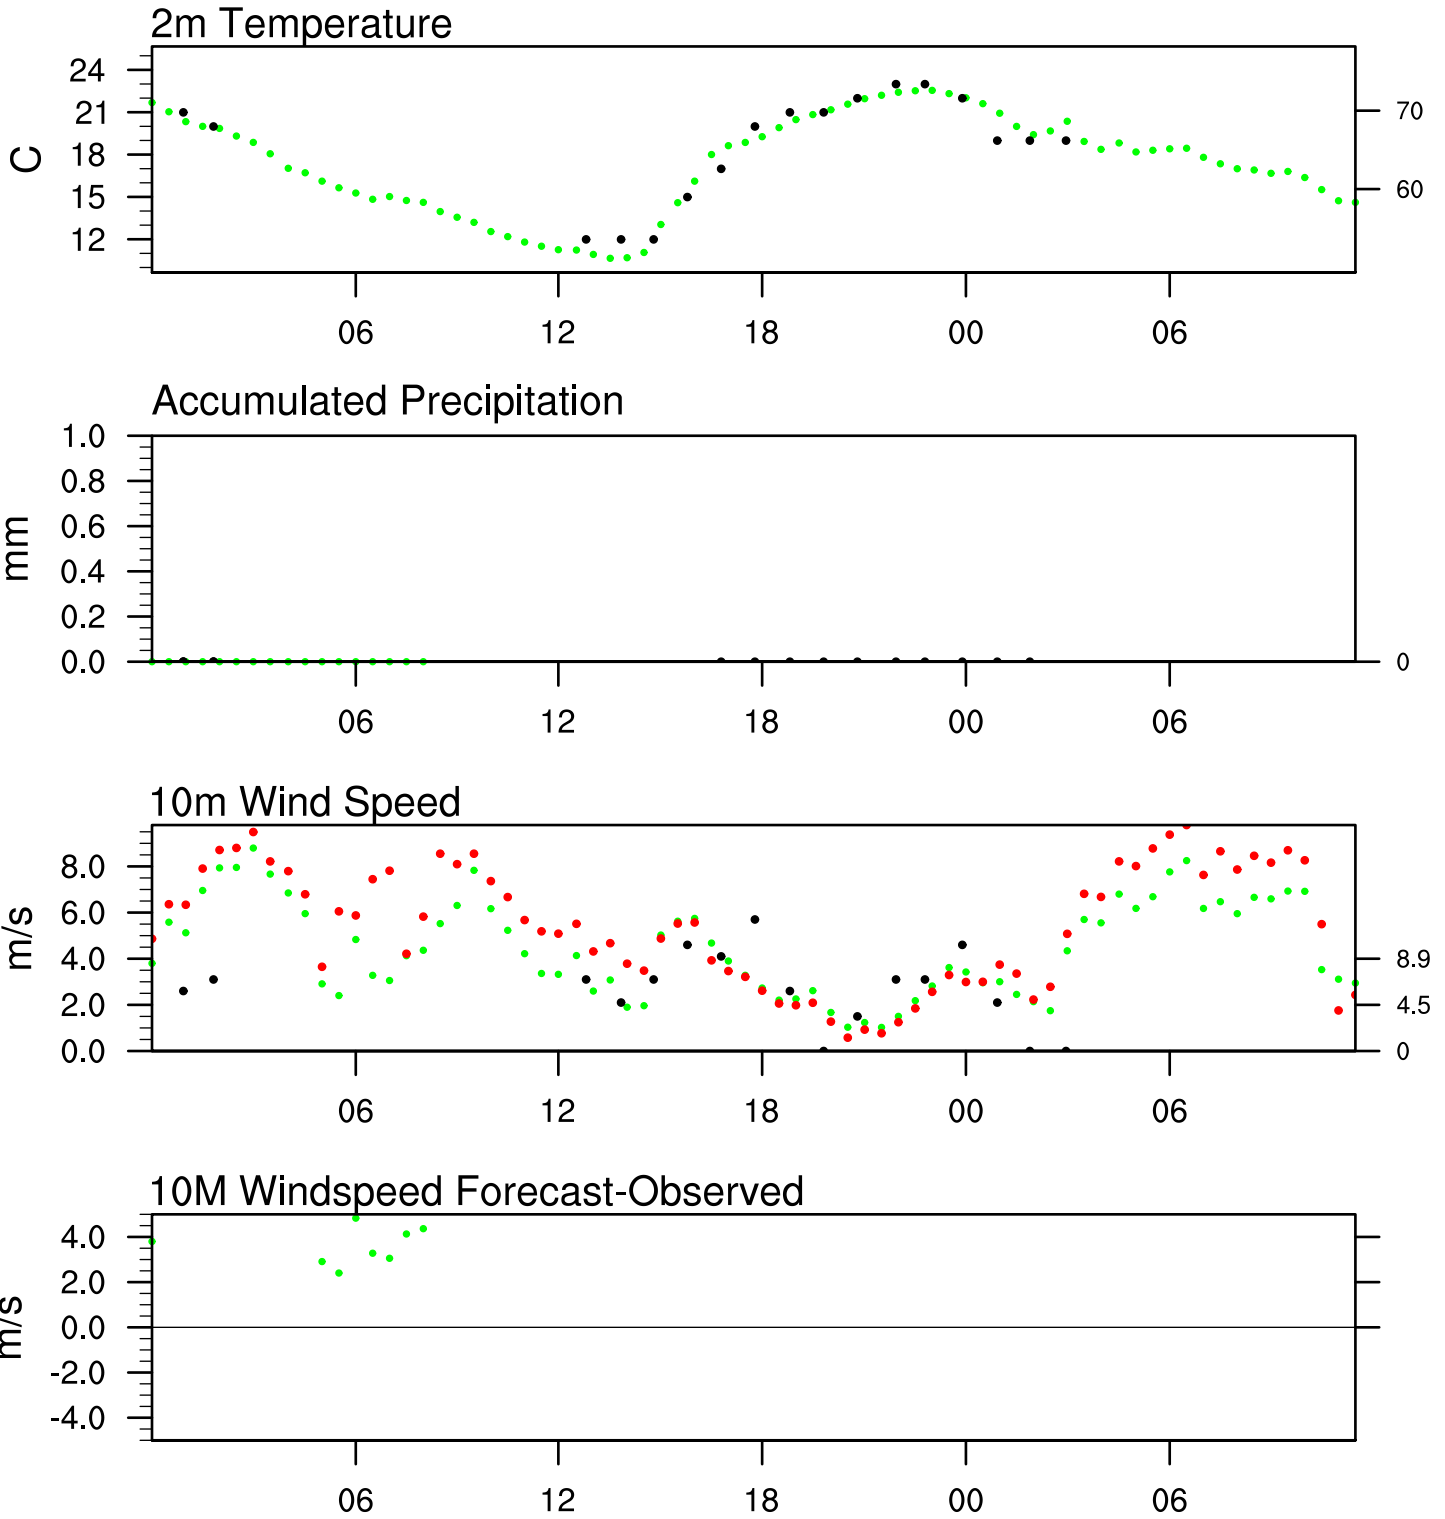 2m Temperature
24
21
18
15
12
C
70
60
06 12 18 00 06
Accumulated Precipitation
1.0
0.8
0.6
0.4
0.2
0.0
mm
0
06 12 18 00 06
10m Wind Speed
8.0
6.0
4.0
2.0
0.0
m/s
8.9
4.5
0
06 12 18 00 06
10M Windspeed Forecast-Observed
4.0
2.0
0.0
-2.0
-4.0
m/s
06 12 18 00 06